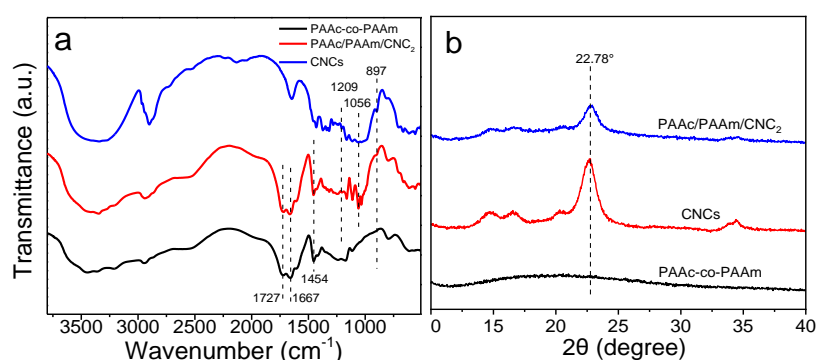 a
PAAc-co-PAAm
PAAc/PAAm/CNC₂
CNCs
897
1209
1056
1454
1727
1667
Transmittance (a.u.)
3500 3000 2500 2000 1500 1000
Wavenumber (cm⁻¹)
b
22.78°
PAAc/PAAm/CNC₂
CNCs
PAAc-co-PAAm
10 15 20 25 30 35 40
2θ (degree)